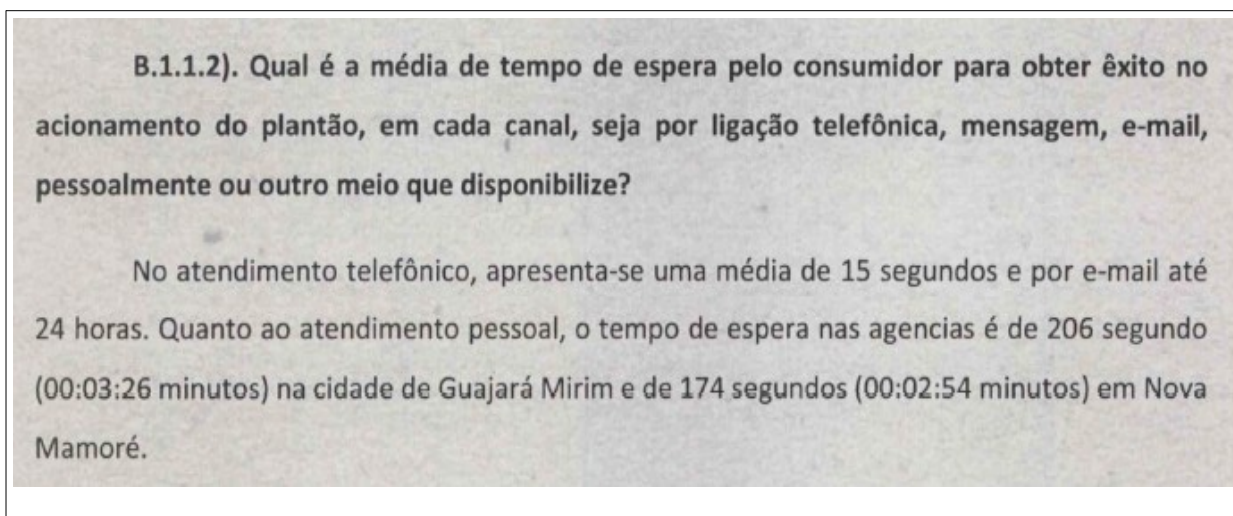 B.1.1.2). Qual é a média de tempo de espera pelo consumidor para obter êxito no
acionamento do plantão, em cada canal, seja por ligação telefônica, mensagem, e-mail,
pessoalmente ou outro meio que disponibilize?
No atendimento telefônico, apresenta-se uma média de 15 segundos e por e-mail até
24 horas. Quanto ao atendimento pessoal, o tempo de espera nas agencias é de 206 segundo
(00:03:26 minutos) na cidade de Guajará Mirim e de 174 segundos (00:02:54 minutos) em Nova
Mamoré.